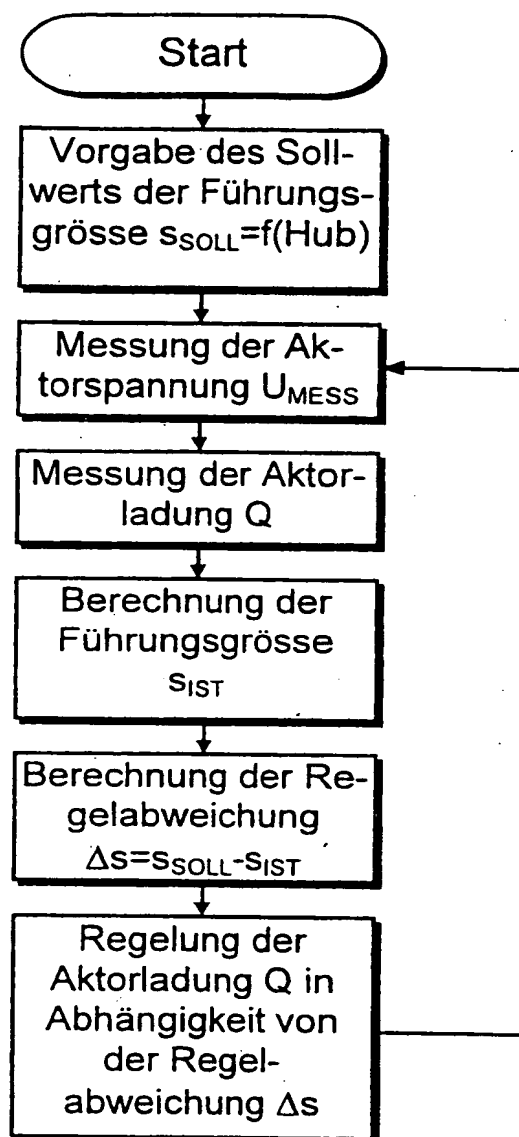 Start
Vorgabe des Soll-
werts der Führungs-
grösse sSOLL=f(Hub)
Messung der Ak-
torspannung UMESS
Messung der Aktor-
ladung Q
Berechnung der
Führungsgrösse
sIST
Berechnung der Re-
gelabweichung
Δs=sSOLL-sIST
Regelung der
Aktorladung Q in
Abhängigkeit von
der Regel-
abweichung Δs